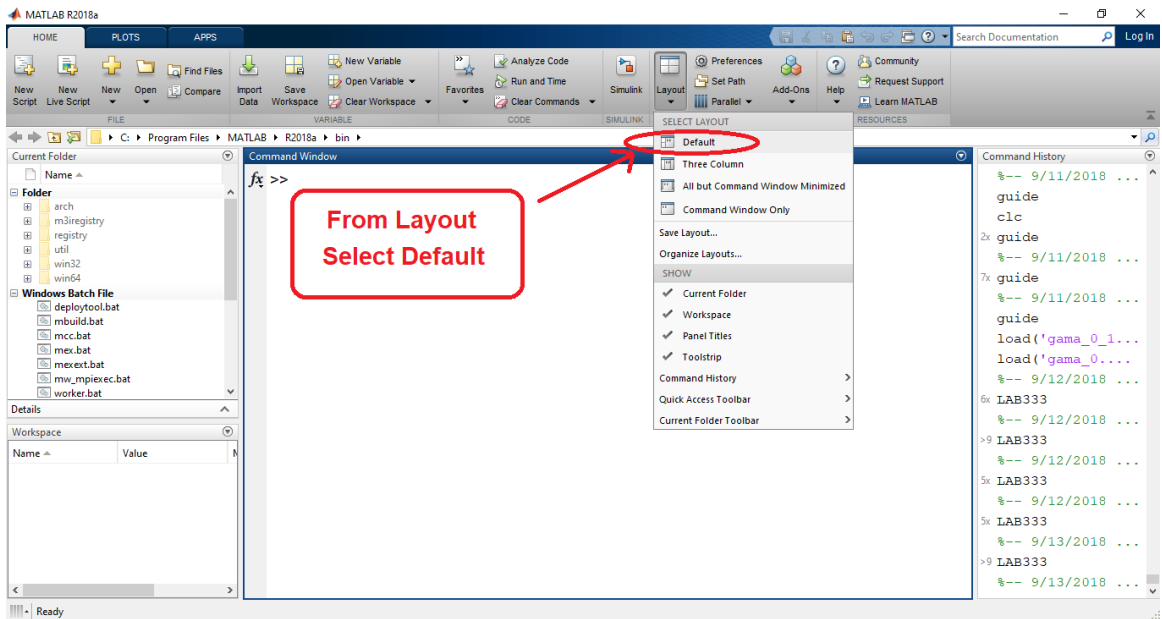 MATLAB R2018a
HOME PLOTS APPS
Search Documentation
Log In
New Script
New Live Script
New
Open
Find Files
Compare
FILE
Import Data
Save Workspace
New Variable
Open Variable
Clear Workspace
VARIABLE
Favorites
Analyze Code
Run and Time
Clear Commands
CODE
Simulink
SIMULINK
Layout
Preferences
Set Path
Parallel
Add-Ons
Help
Community
Request Support
Learn MATLAB
RESOURCES
C: Program Files MATLAB R2018a bin
Current Folder
Name
Folder
arch
m3iregistry
registry
util
win32
win64
Windows Batch File
deploytool.bat
mbuild.bat
mcc.bat
mex.bat
mexext.bat
mw_mpiexec.bat
worker.bat
Details
Workspace
Name Value
Command Window
fx >>
From Layout
Select Default
SELECT LAYOUT
Default
Three Column
All but Command Window Minimized
Command Window Only
Save Layout...
Organize Layouts...
SHOW
Current Folder
Workspace
Panel Titles
Toolstrip
Command History
Quick Access Toolbar
Current Folder Toolbar
Command History
%-- 9/11/2018 ...
guide
clc
2x guide
%-- 9/11/2018 ...
7x guide
%-- 9/11/2018 ...
guide
load('gama_0_1...
load('gama_0....
%-- 9/12/2018 ...
6x LAB333
%-- 9/12/2018 ...
>9 LAB333
%-- 9/12/2018 ...
5x LAB333
%-- 9/12/2018 ...
5x LAB333
%-- 9/13/2018 ...
>9 LAB333
%-- 9/13/2018 ...
Ready